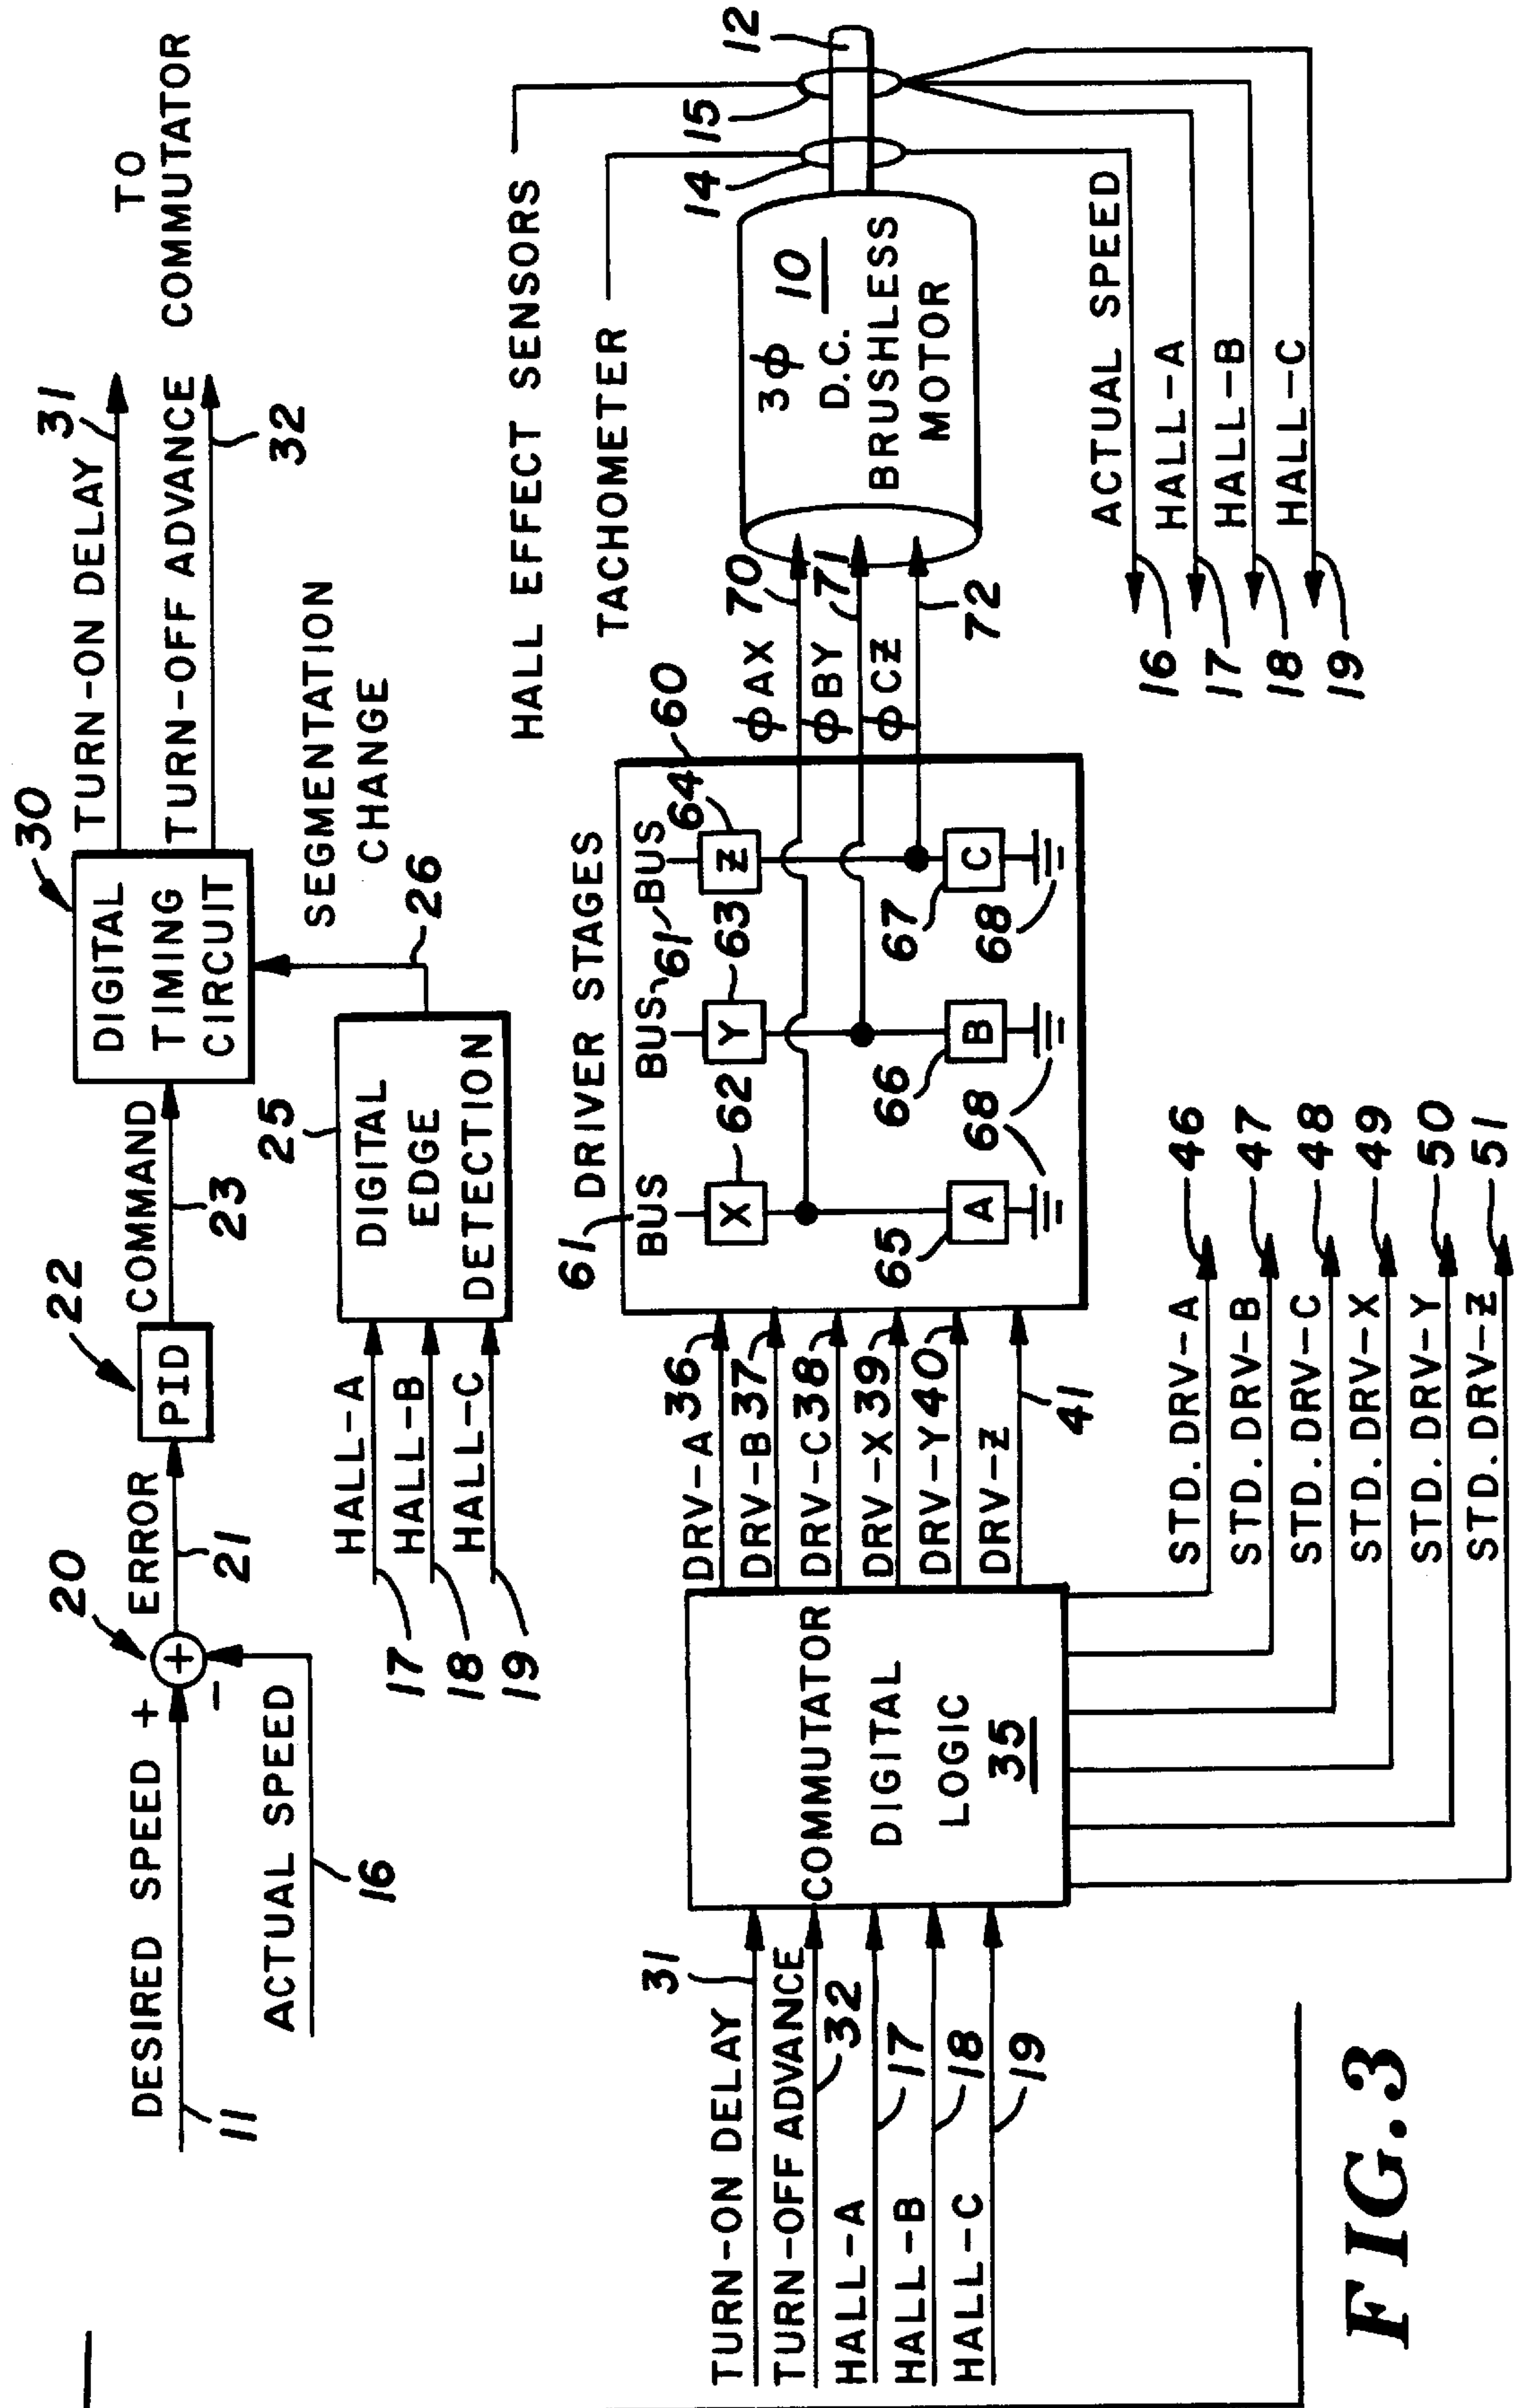 DESIRED SPEED +
11
ACTUAL SPEED
16
20
+
-
ERROR
21
22
PID
COMMAND
23
30
DIGITAL
TIMING
CIRCUIT
TURN-ON DELAY
31
TURN-OFF ADVANCE
32
TO
COMMUTATOR
HALL-A
HALL-B
HALL-C
17
18
19
25
DIGITAL
EDGE
DETECTION
26
SEGMENTATION
CHANGE
TURN-ON DELAY
31
TURN-OFF ADVANCE
32
HALL-A
17
HALL-B
18
HALL-C
19
COMMUTATOR
DIGITAL
LOGIC
35
DRV-A 36
DRV-B 37
DRV-C 38
DRV-X 39
DRV-Y 40
DRV-Z
41
STD. DRV-A 46
STD. DRV-B 47
STD. DRV-C 48
STD. DRV-X 49
STD. DRV-Y 50
STD. DRV-Z 51
DRIVER STAGES
60
61
BUS
BUS
61
BUS
X
62
Y
63
Z
64
65
A
66
B
67
C
68
68
ϕAX
70
ϕBY
71
ϕCZ
72
HALL EFFECT SENSORS
TACHOMETER
3ϕ 10
D.C.
BRUSHLESS
MOTOR
14
15
12
ACTUAL SPEED
16
HALL-A
17
HALL-B
18
HALL-C
19
FIG.3